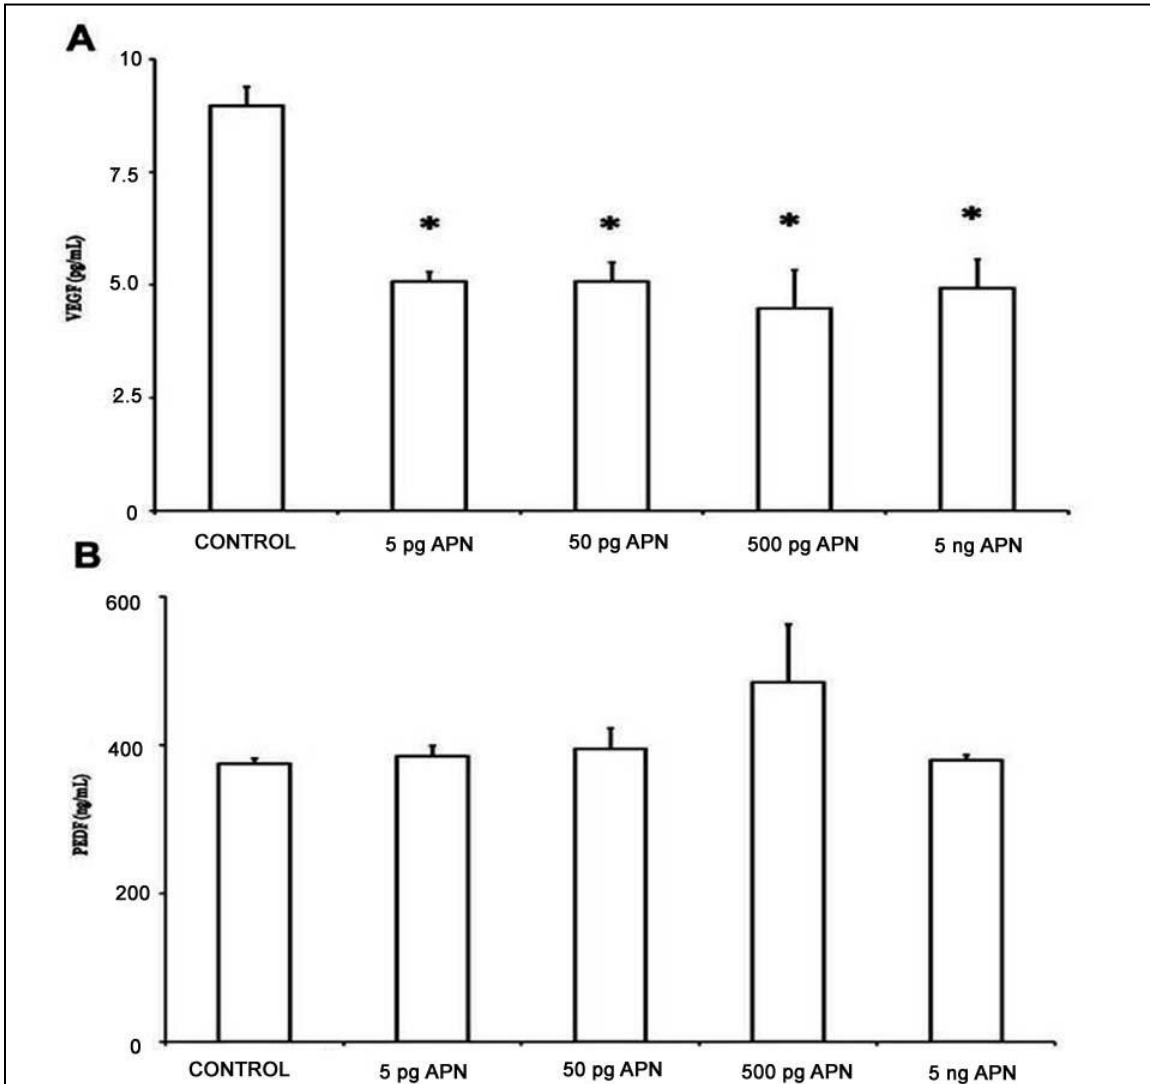 A
10
7.5
5.0
2.5
0
VEGF (pg/mL)
* * * *
CONTROL 5 pg APN 50 pg APN 500 pg APN 5 ng APN
B
600
400
200
0
PEDF (ng/mL)
CONTROL 5 pg APN 50 pg APN 500 pg APN 5 ng APN